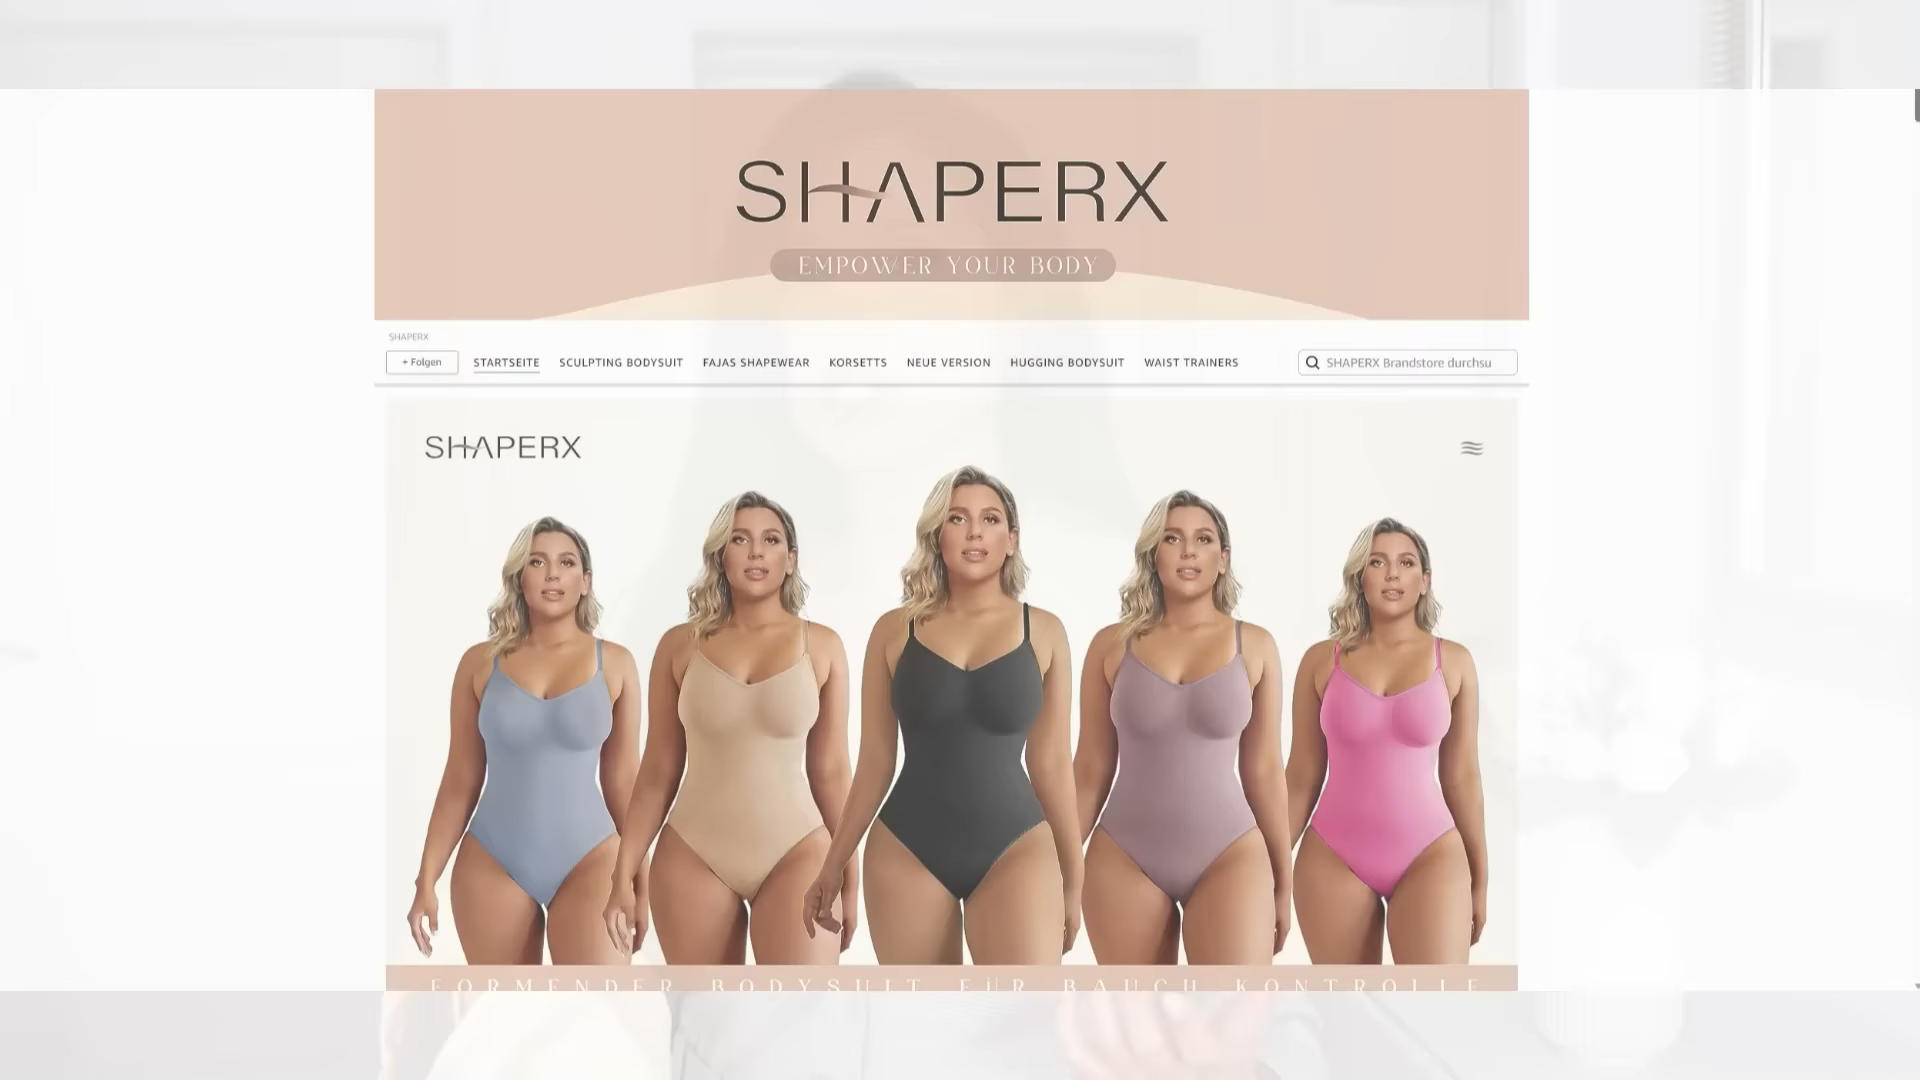 SHAPERX
EMPOWER YOUR BODY
SHAPERX
+ Folgen
STARTSEITE
SCULPTING BODYSUIT
FAJAS SHAPEWEAR
KORSETTS
NEUE VERSION
HUGGING BODYSUIT
WAIST TRAINERS
SHAPERX Brandstore durchsu
SHAPERX
FORMENDER BODYSUIT FÜR BAUCH KONTROLLE